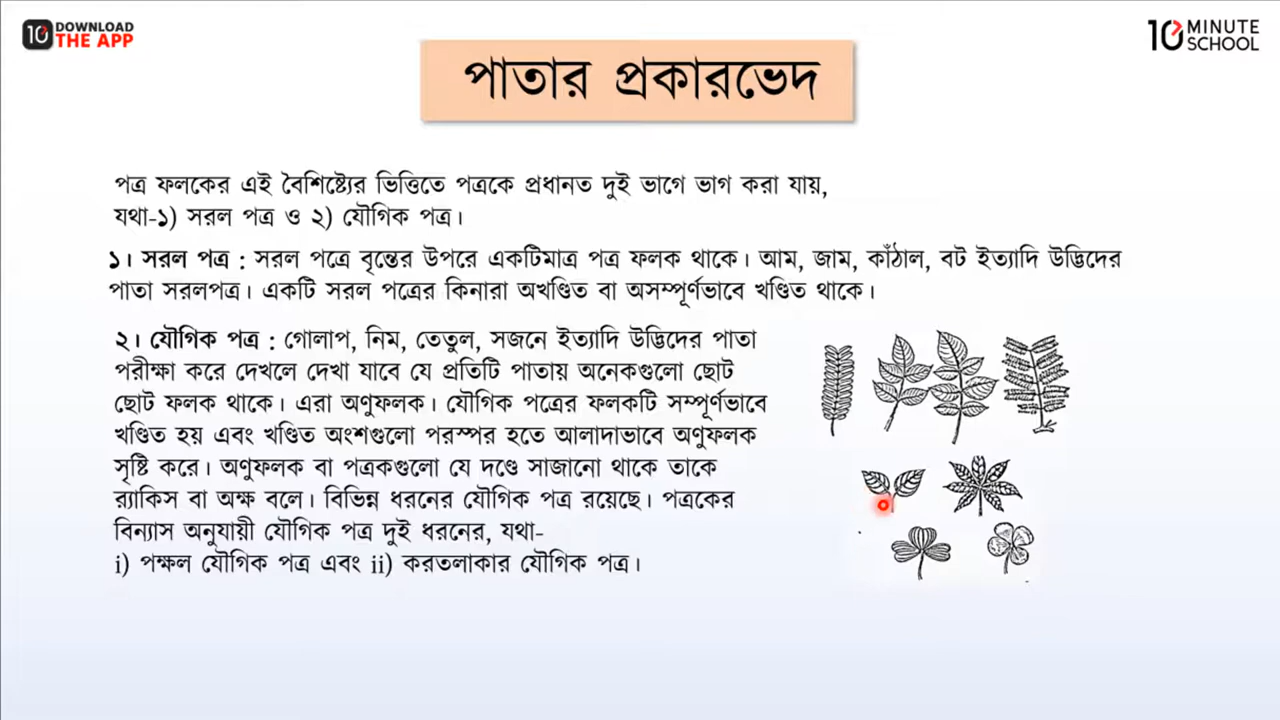 10 DOWNLOAD
THE APP
10 MINUTE
SCHOOL
পাতার প্রকারভেদ
পত্র ফলকের এই বৈশিষ্ট্যের ভিত্তিতে পত্রকে প্রধানত দুই ভাগে ভাগ করা যায়,
যথা-১) সরল পত্র ও ২) যৌগিক পত্র।
১। সরল পত্র : সরল পত্রে বৃন্তের উপরে একটিমাত্র পত্র ফলক থাকে। আম, জাম, কাঁঠাল, বট ইত্যাদি উদ্ভিদের
পাতা সরলপত্র। একটি সরল পত্রের কিনারা অখণ্ডিত বা অসম্পূর্ণভাবে খণ্ডিত থাকে।
২। যৌগিক পত্র : গোলাপ, নিম, তেতুল, সজনে ইত্যাদি উদ্ভিদের পাতা
পরীক্ষা করে দেখলে দেখা যাবে যে প্রতিটি পাতায় অনেকগুলো ছোট
ছোট ফলক থাকে। এরা অণুফলক। যৌগিক পত্রের ফলকটি সম্পূর্ণভাবে
খণ্ডিত হয় এবং খণ্ডিত অংশগুলো পরস্পর হতে আলাদাভাবে অণুফলক
সৃষ্টি করে। অণুফলক বা পত্রকগুলো যে দণ্ডে সাজানো থাকে তাকে
র‍্যাকিস বা অক্ষ বলে। বিভিন্ন ধরনের যৌগিক পত্র রয়েছে। পত্রকের
বিন্যাস অনুযায়ী যৌগিক পত্র দুই ধরনের, যথা-
i) পক্ষল যৌগিক পত্র এবং ii) করতলাকার যৌগিক পত্র।